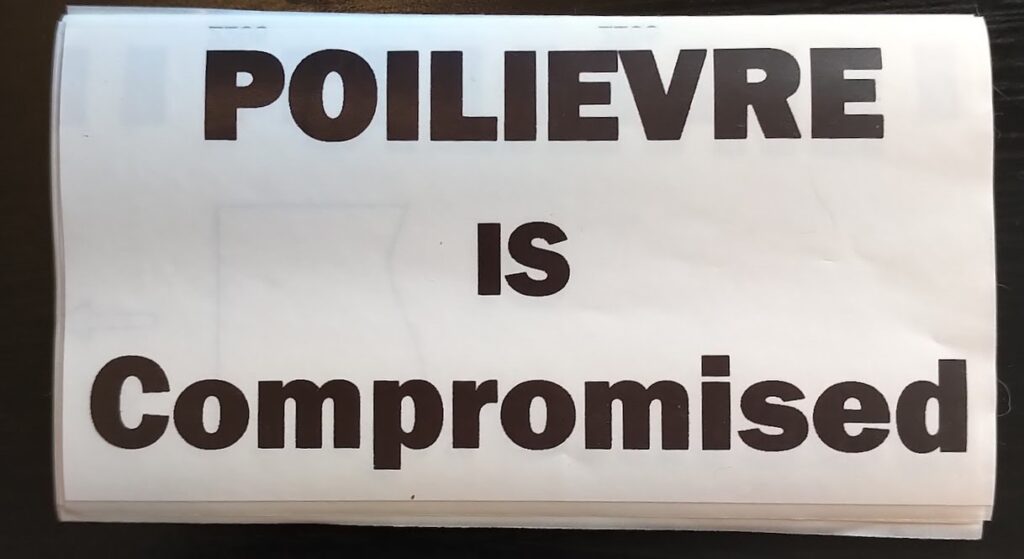 POILIEVRE
IS
Compromised